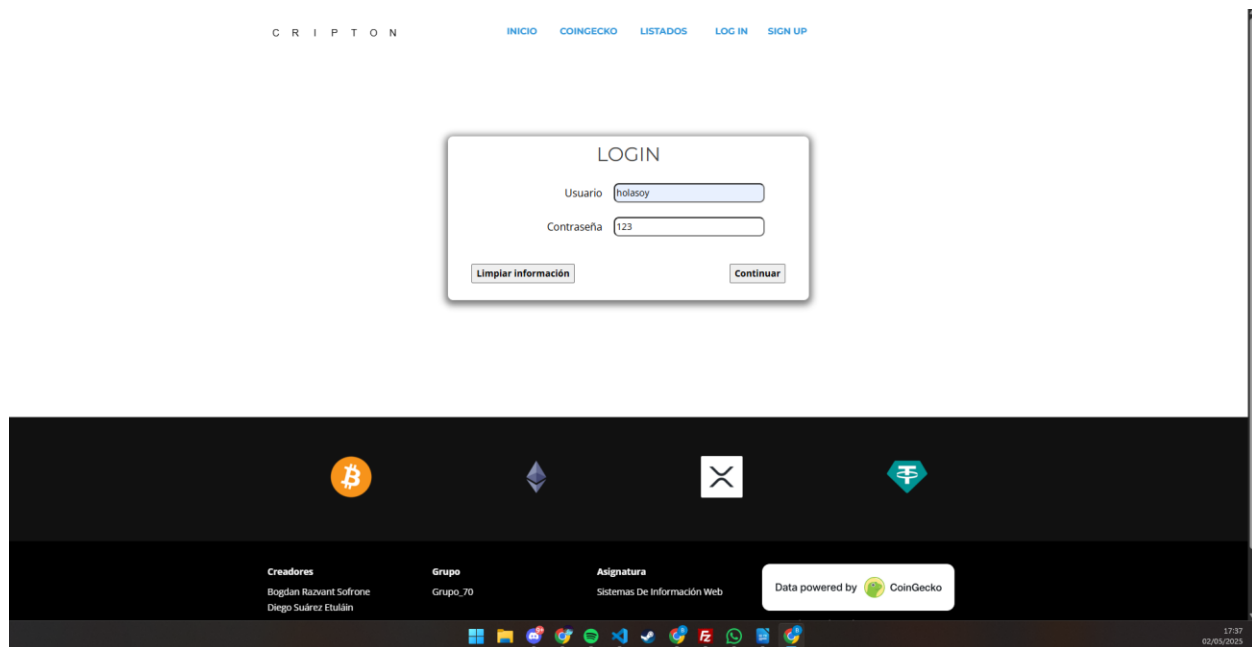 C R I P T O N
INICIO COINGECKO LISTADOS LOG IN SIGN UP
LOGIN
Usuario holasoy
Contraseña 123
Limpiar información Continuar
Creadores
Bogdan Razvant Sofrone
Diego Suárez Etuláin
Grupo
Grupo_70
Asignatura
Sistemas De Información Web
Data powered by CoinGecko
17:37
02/05/2025